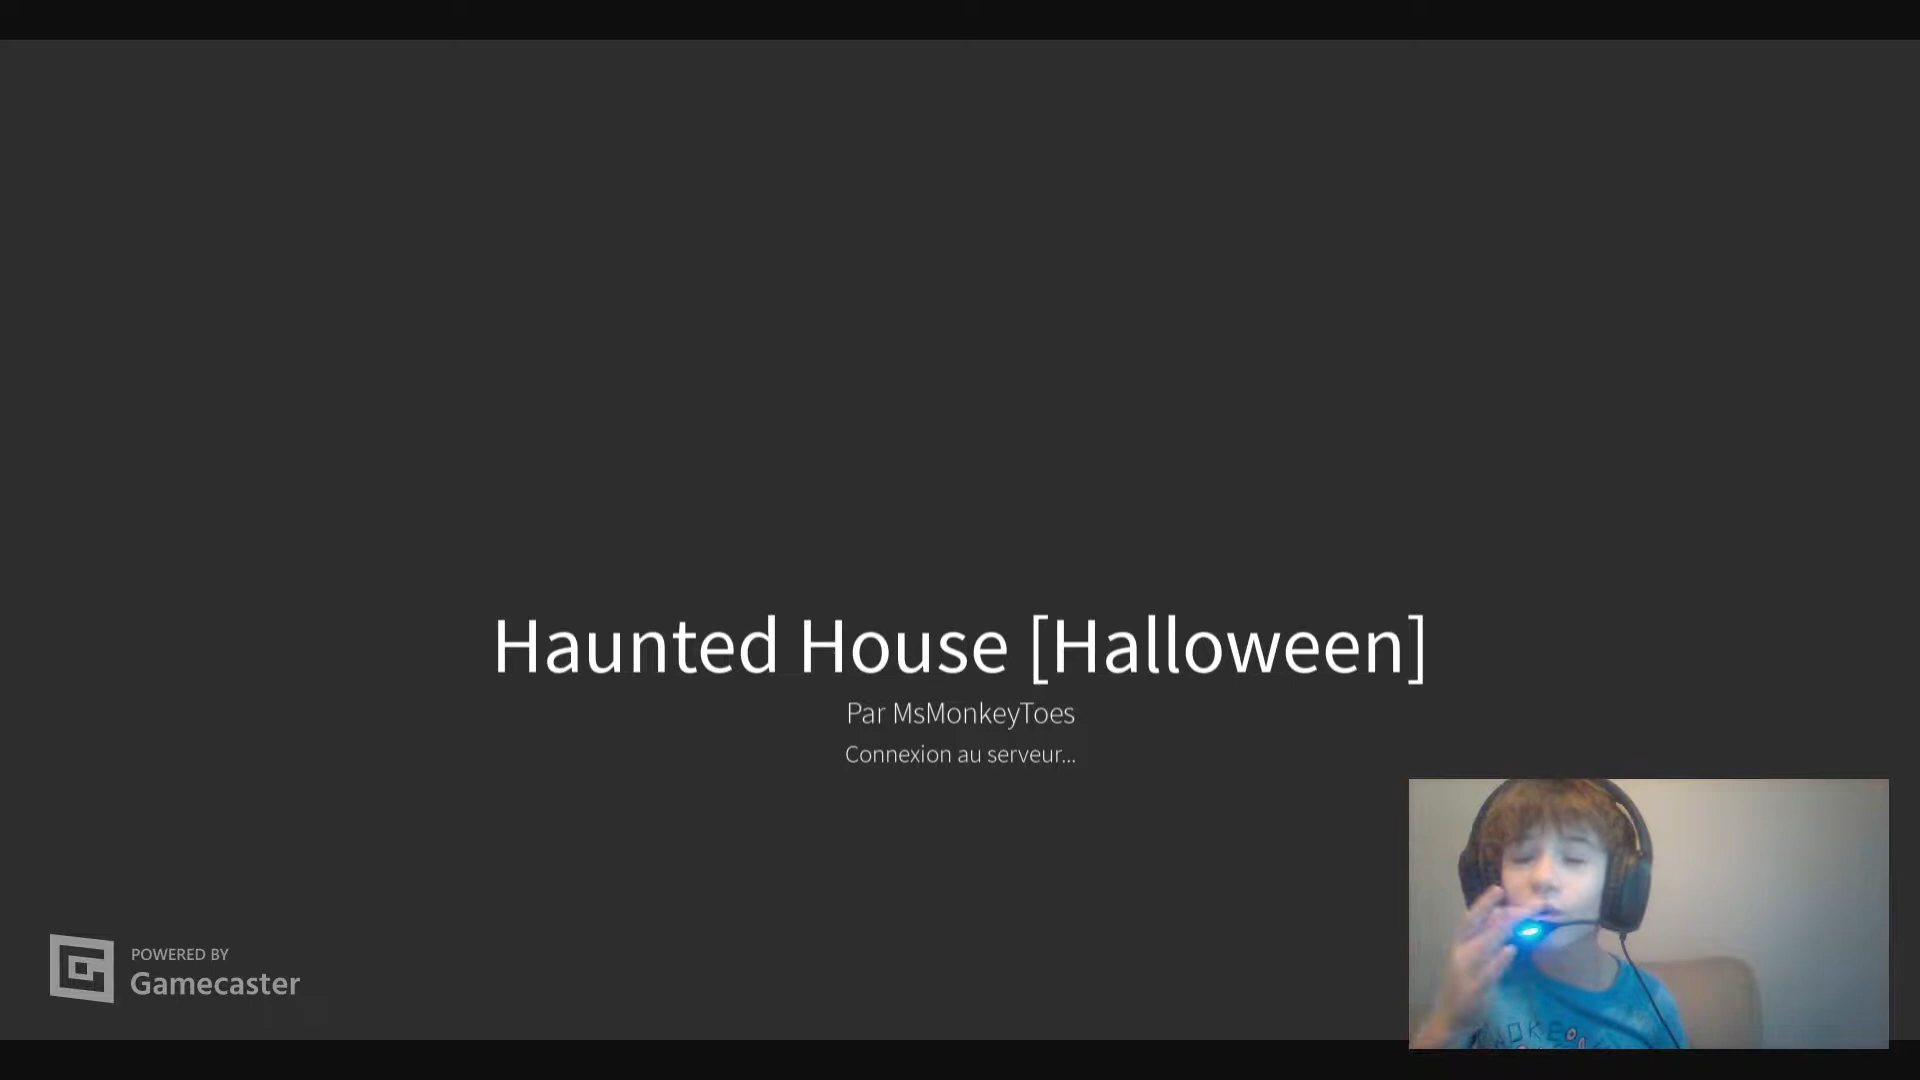 Haunted House [Halloween]
Par MsMonkeyToes
Connexion au serveur...
POWERED BY
Gamecaster